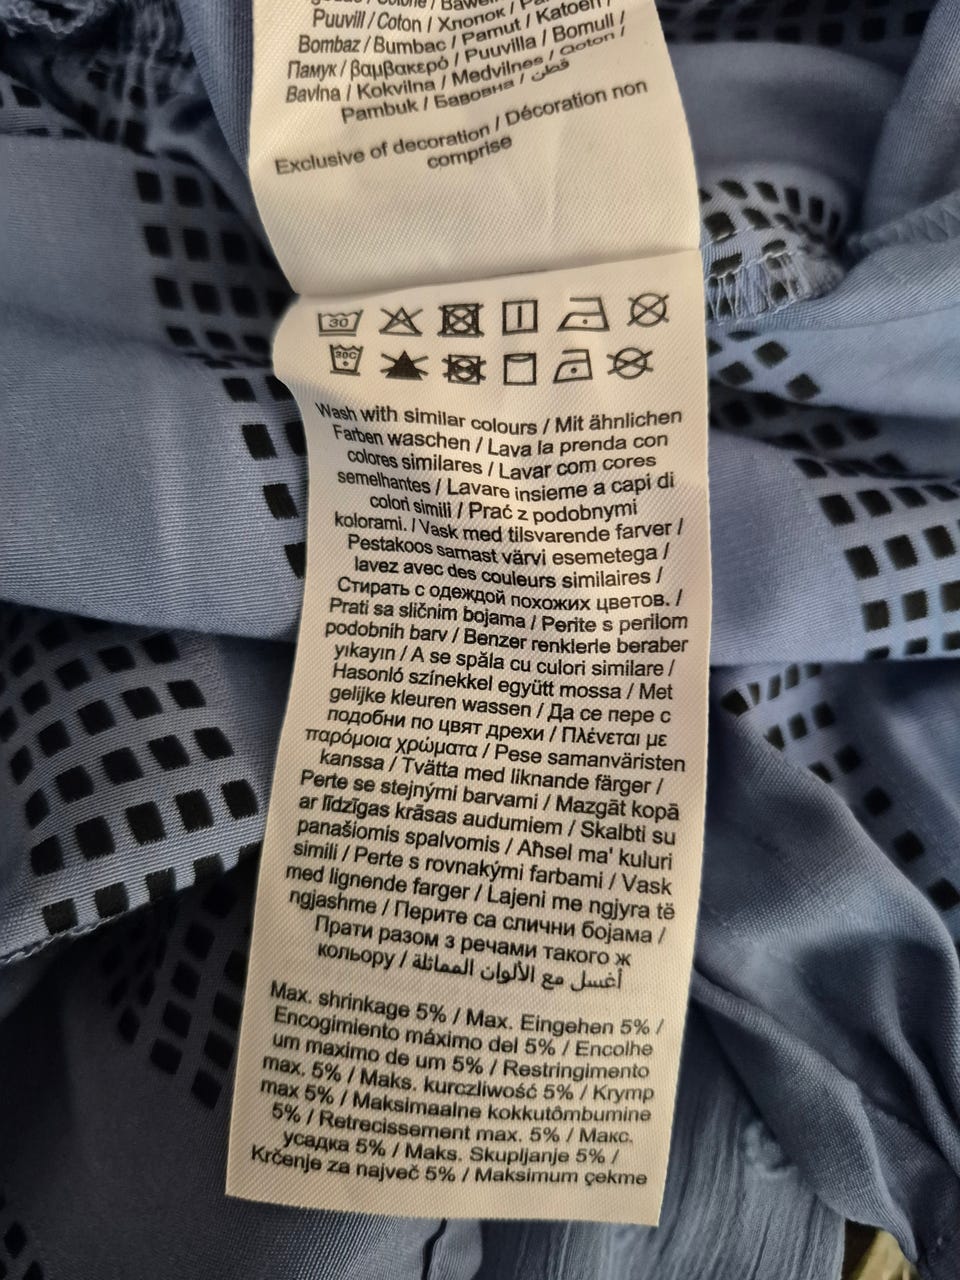 Puuvill / Coton / Хлопок /
Bombaz / Bumbac / Pamut / Katoen /
Памук / βαμβακερό / Puuvilla / Bomull /
Bavlna / Kokvilna / Medvilnės / Qoton /
Pambuk / Бавовна / قطن
Exclusive of decoration / Décoration non
comprise
30
30C
Wash with similar colours / Mit ähnlichen
Farben waschen / Lava la prenda con
colores similares / Lavar com cores
semelhantes / Lavare insieme a capi di
colori simili / Prać z podobnymi
kolorami. / Vask med tilsvarende farver /
Pestakoos samast värvi esemetega /
lavez avec des couleurs similaires /
Стирать с одеждой похожих цветов. /
Prati sa sličnim bojama / Perite s perilom
podobnih barv / Benzer renklerle beraber
yıkayın / A se spăla cu culori similare /
Hasonló színekkel együtt mossa / Met
gelijke kleuren wassen / Да се пере с
подобни по цвят дрехи / Πλένεται με
παρόμοια χρώματα / Pese samanväristen
kanssa / Tvätta med liknande färger /
Perte se stejnými barvami / Mazgāt kopā
ar līdzīgas krāsas audumiem / Skalbti su
panašiomis spalvomis / Aħsel ma' kuluri
simili / Perte s rovnakými farbami / Vask
med lignende farger / Lajeni me ngjyra të
ngjashme / Перите са слични бојама /
Прати разом з речами такого ж
кольору / أغسل مع الألوان المماثلة
Max. shrinkage 5% / Max. Eingehen 5% /
Encogimiento máximo del 5% / Encolhe
um maximo de um 5% / Restringimento
max. 5% / Maks. kurczliwość 5% / Krymp
max 5% / Maksimaalne kokkutõmbumine
5% / Retrecissement max. 5% / Макс.
усадка 5% / Maks. Skupljanje 5% /
Krčenje za največ 5% / Maksimum çekme